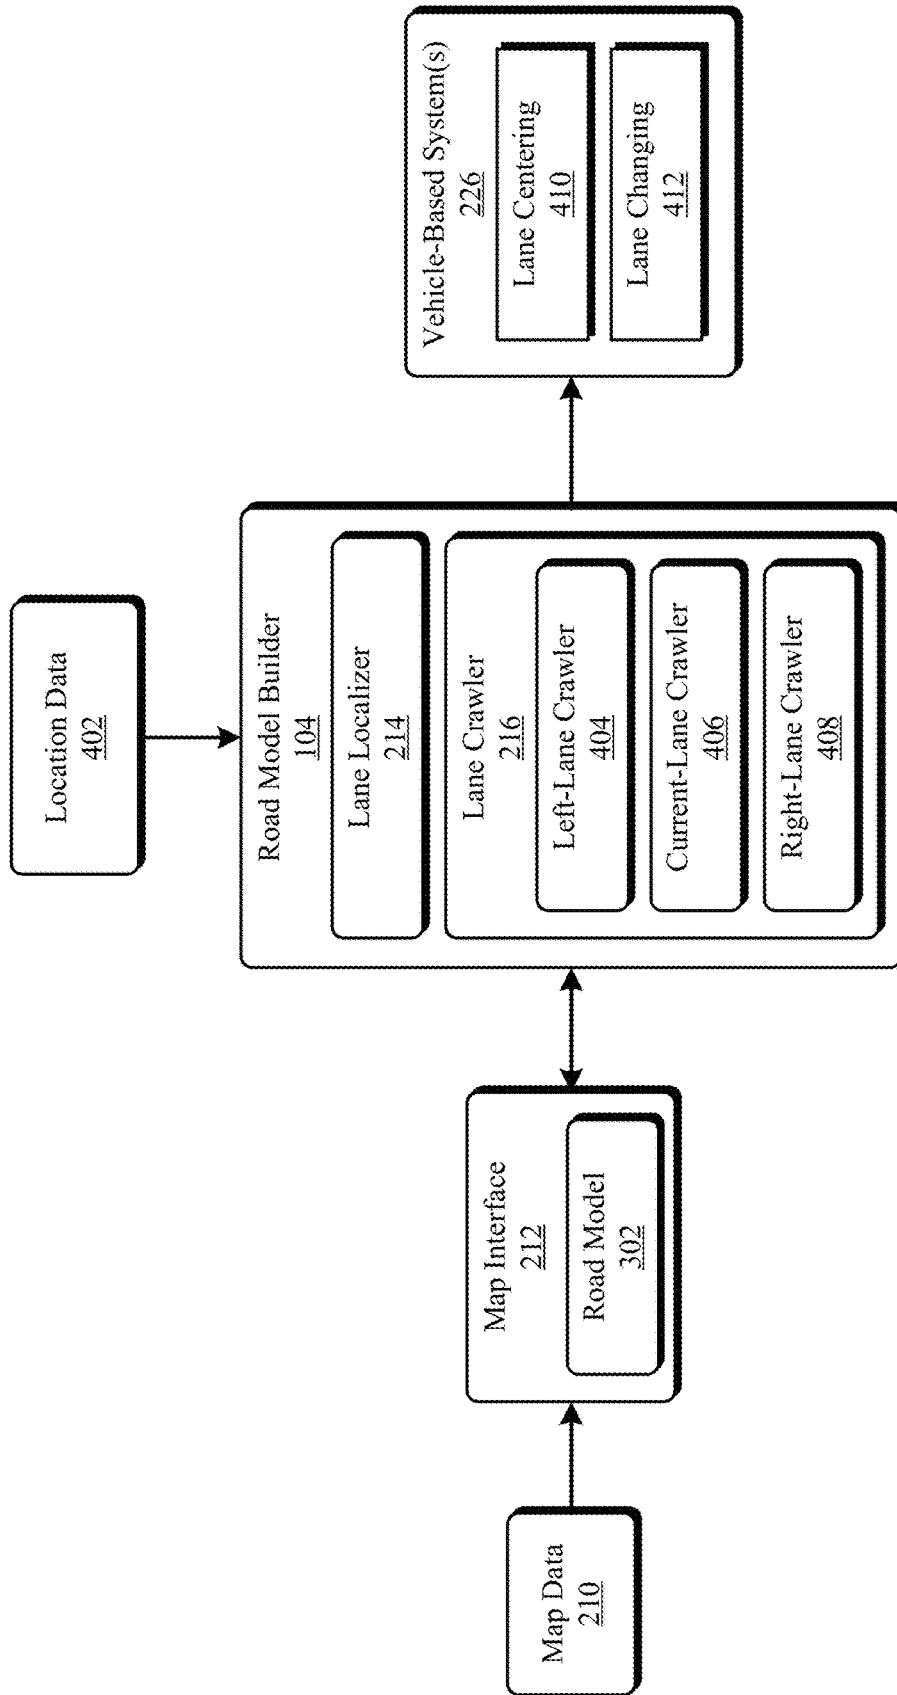 Location Data
402
Map Data
210
Map Interface
212
Road Model
302
Road Model Builder
104
Lane Localizer
214
Lane Crawler
216
Left-Lane Crawler
404
Current-Lane Crawler
406
Right-Lane Crawler
408
Vehicle-Based System(s)
226
Lane Centering
410
Lane Changing
412